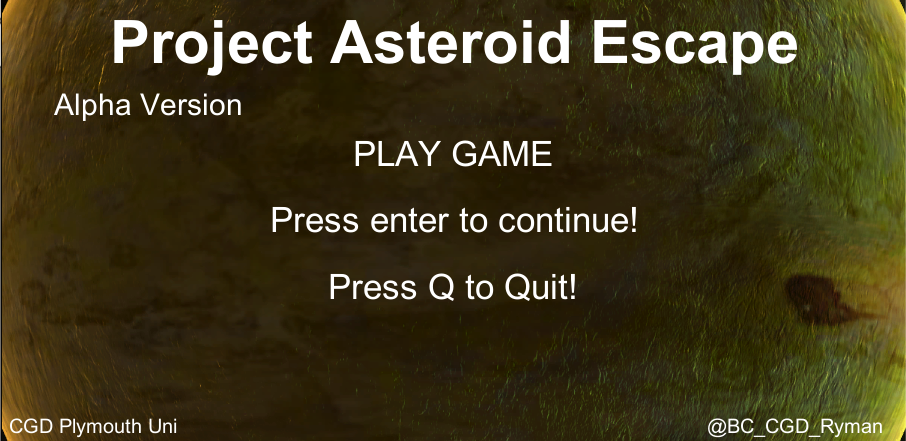 Project Asteroid Escape
Alpha Version
PLAY GAME
Press enter to continue!
Press Q to Quit!
CGD Plymouth Uni
@BC_CGD_Ryman